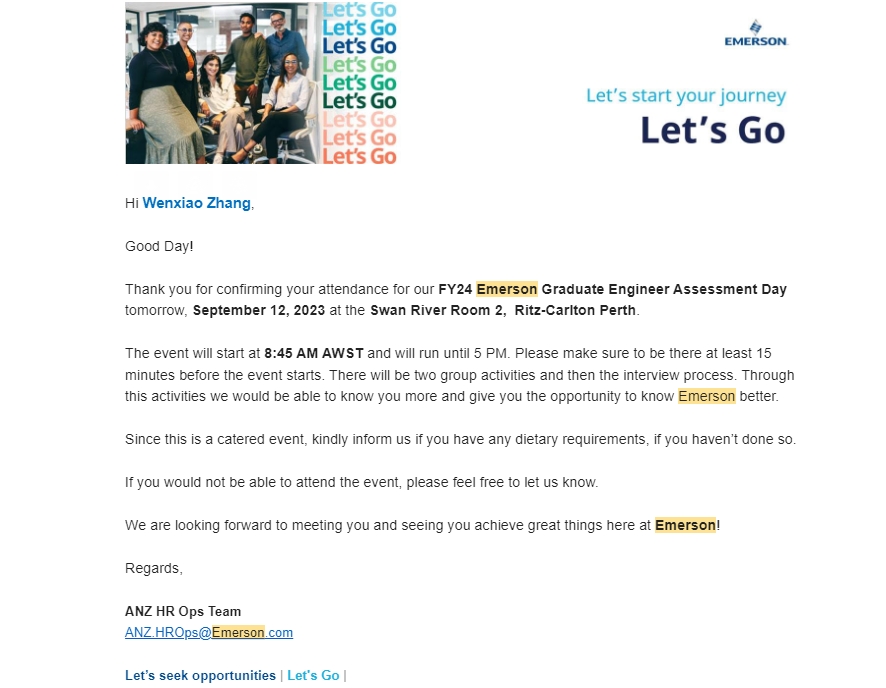 Let's Go
Let's Go
Let's Go
Let's Go
Let's Go
Let's Go
Let's Go
Let's Go
Let's Go
EMERSON
Let's start your journey
Let's Go
Hi Wenxiao Zhang,
Good Day!
Thank you for confirming your attendance for our FY24 Emerson Graduate Engineer Assessment Day
tomorrow, September 12, 2023 at the Swan River Room 2,  Ritz-Carlton Perth.
The event will start at 8:45 AM AWST and will run until 5 PM. Please make sure to be there at least 15
minutes before the event starts. There will be two group activities and then the interview process. Through
this activities we would be able to know you more and give you the opportunity to know Emerson better.
Since this is a catered event, kindly inform us if you have any dietary requirements, if you haven't done so.
If you would not be able to attend the event, please feel free to let us know.
We are looking forward to meeting you and seeing you achieve great things here at Emerson!
Regards,
ANZ HR Ops Team
ANZ.HROps@Emerson.com
Let's seek opportunities | Let's Go |